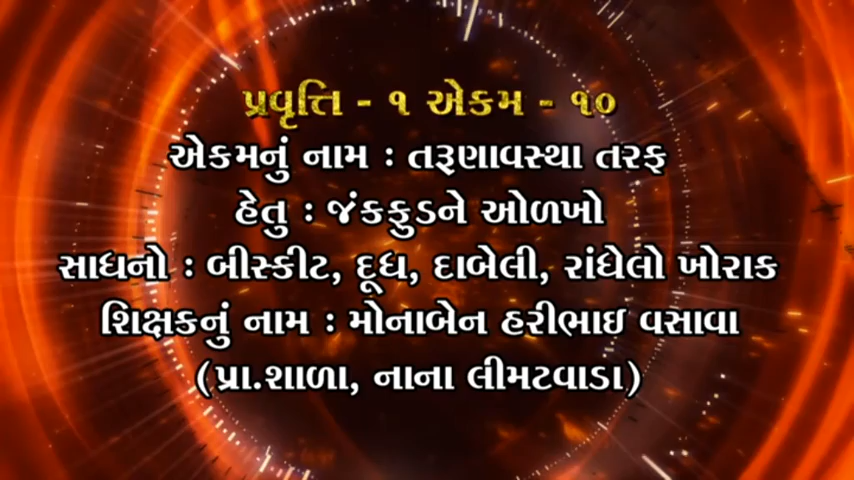 પ્રવૃત્તિ - ૧ એકમ - ૧૦
એકમનું નામ : તરૂણાવસ્થા તરફ
હેતુ : જંકફુડને ઓળખો
સાધનો : બીસ્કીટ, દૂધ, દાબેલી, રાંધેલો ખોરાક
શિક્ષકનું નામ : મોનાબેન હરીભાઇ વસાવા
(પ્રા.શાળા, નાના લીમટવાડા)